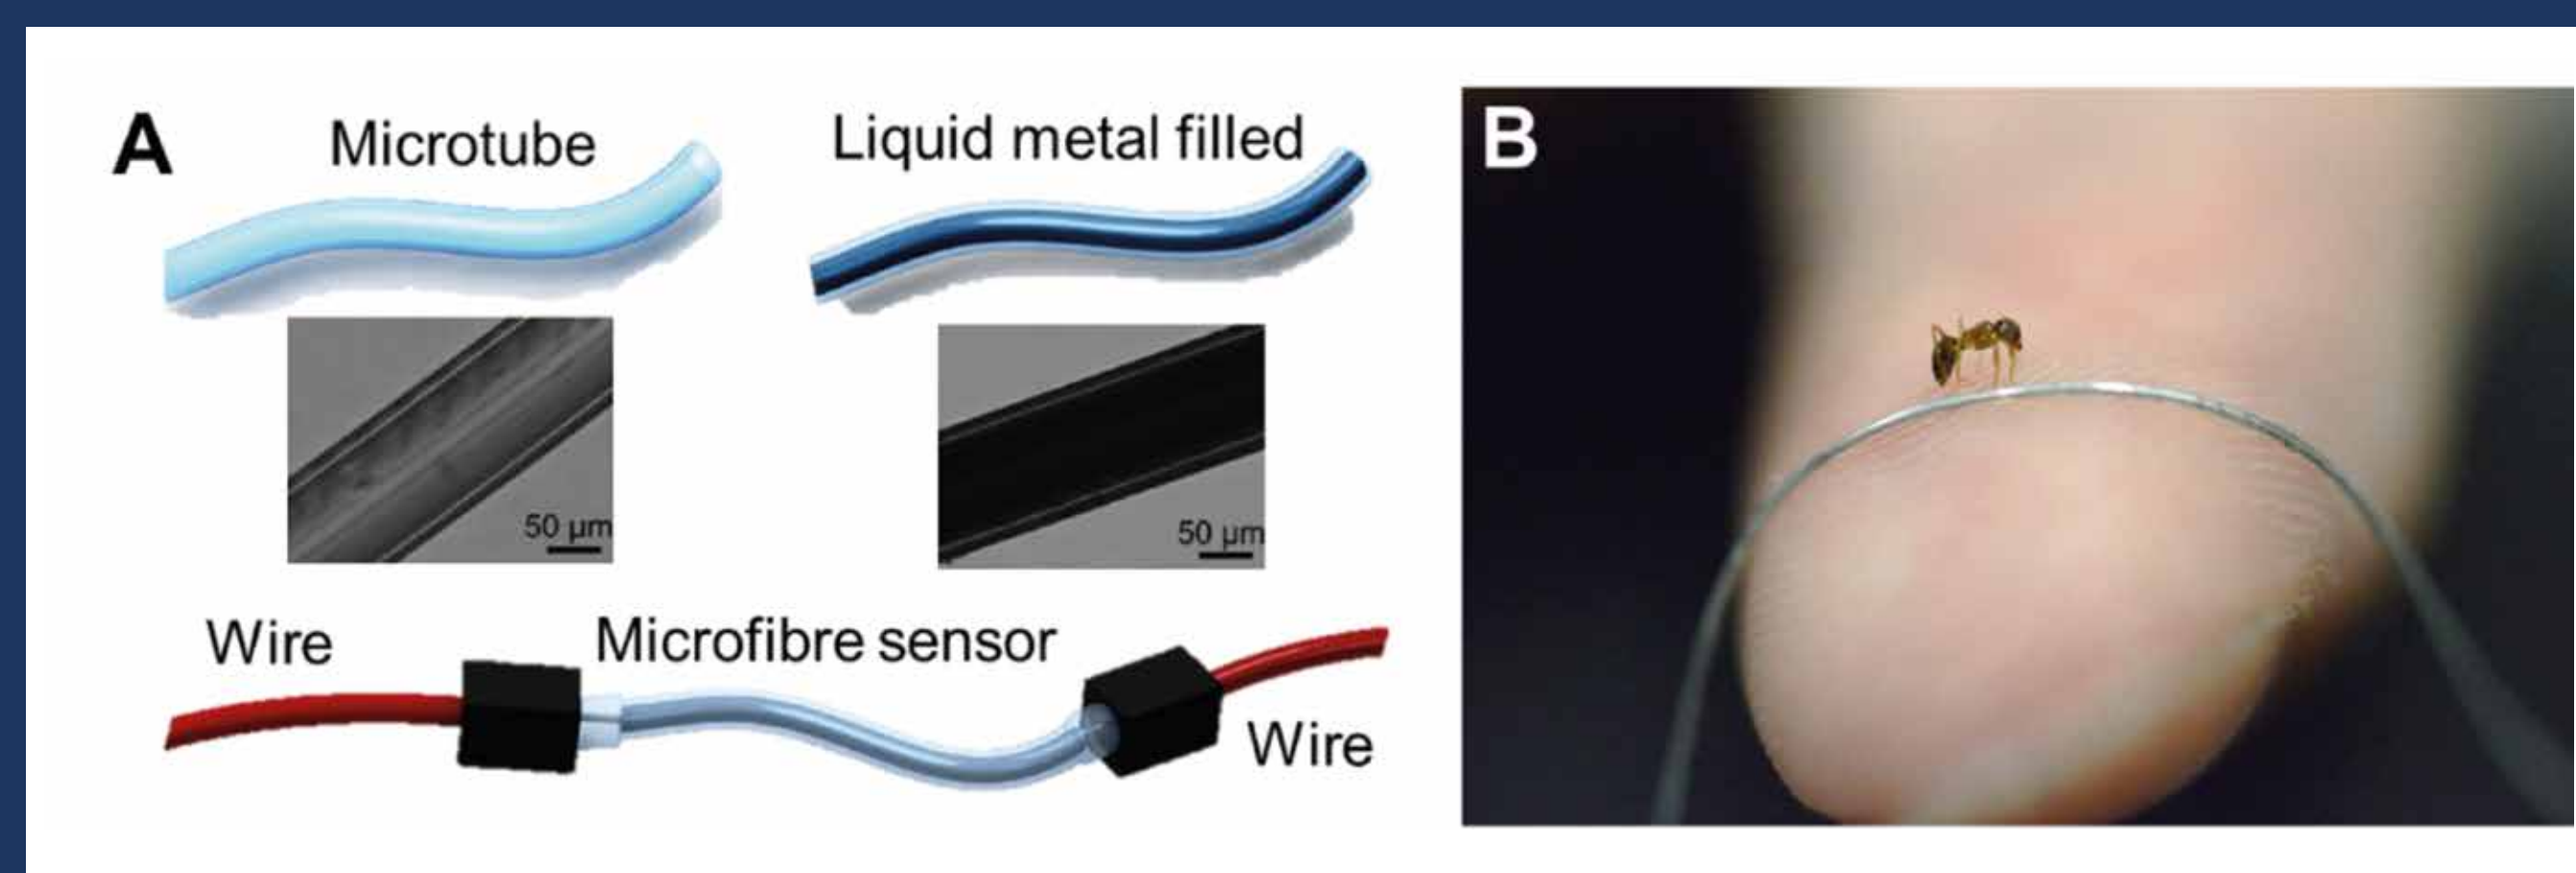 A
Microtube
Liquid metal filled
50 µm
50 µm
Wire
Microfibre sensor
Wire
B